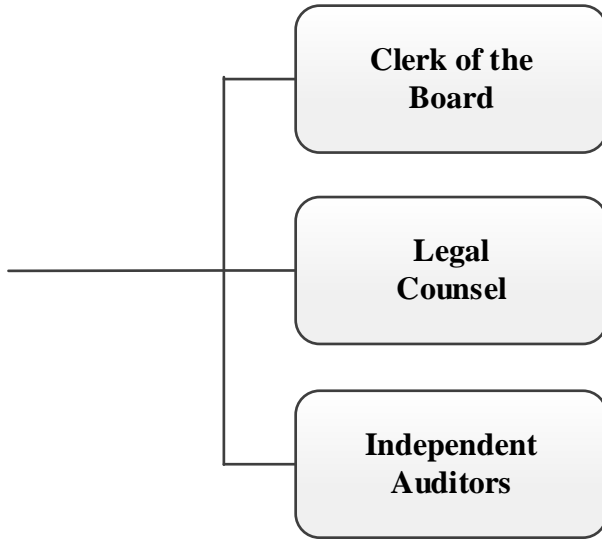 Clerk of the
Board
Legal
Counsel
Independent
Auditors